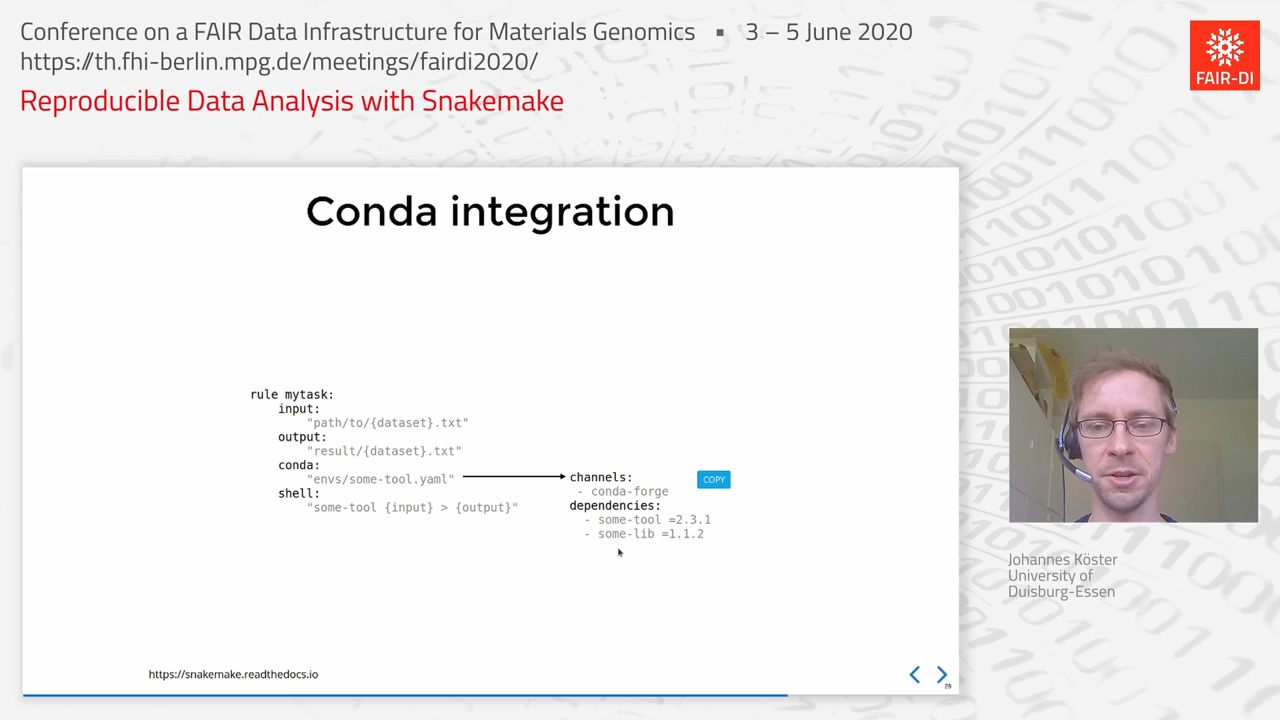 Conference on a FAIR Data Infrastructure for Materials Genomics ▪ 3 – 5 June 2020
https://th.fhi-berlin.mpg.de/meetings/fairdi2020/
Reproducible Data Analysis with Snakemake
FAIR-DI
Conda integration
rule mytask:
input:
"path/to/{dataset}.txt"
output:
"result/{dataset}.txt"
conda:
"envs/some-tool.yaml"
shell:
"some-tool {input} > {output}"
channels:
- conda-forge
dependencies:
- some-tool =2.3.1
- some-lib =1.1.2
COPY
https://snakemake.readthedocs.io
28
Johannes Köster
University of
Duisburg-Essen